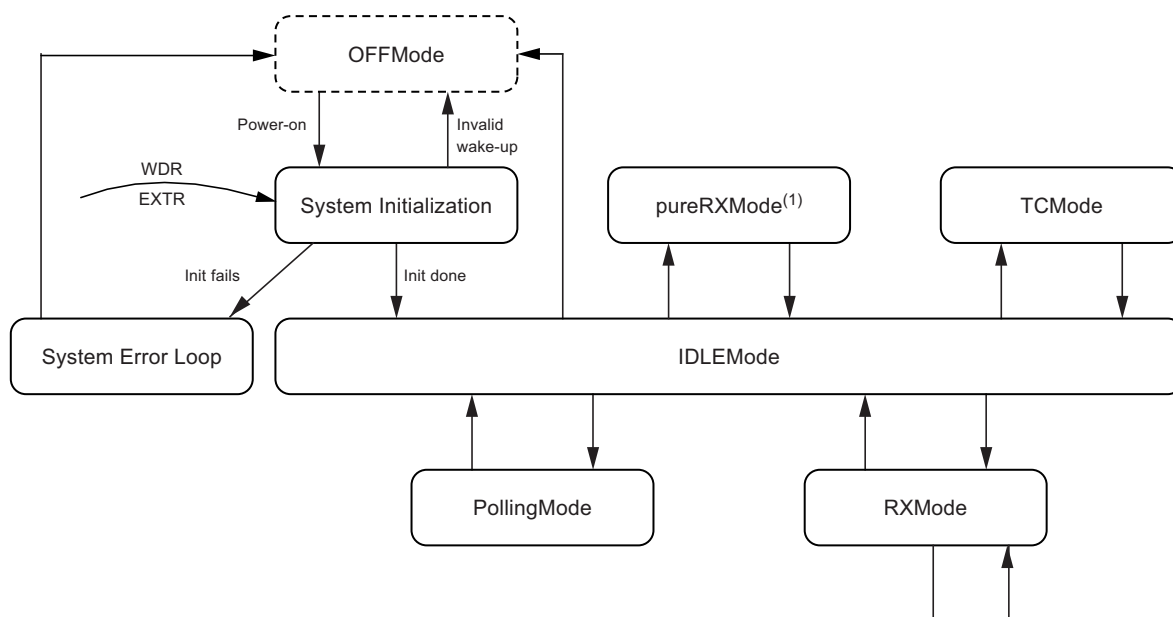 OFFMode
Power-on
Invalid
wake-up
WDR
EXTR
System Initialization
pureRXMode(1)
TCMode
Init fails
Init done
System Error Loop
IDLEMode
PollingMode
RXMode